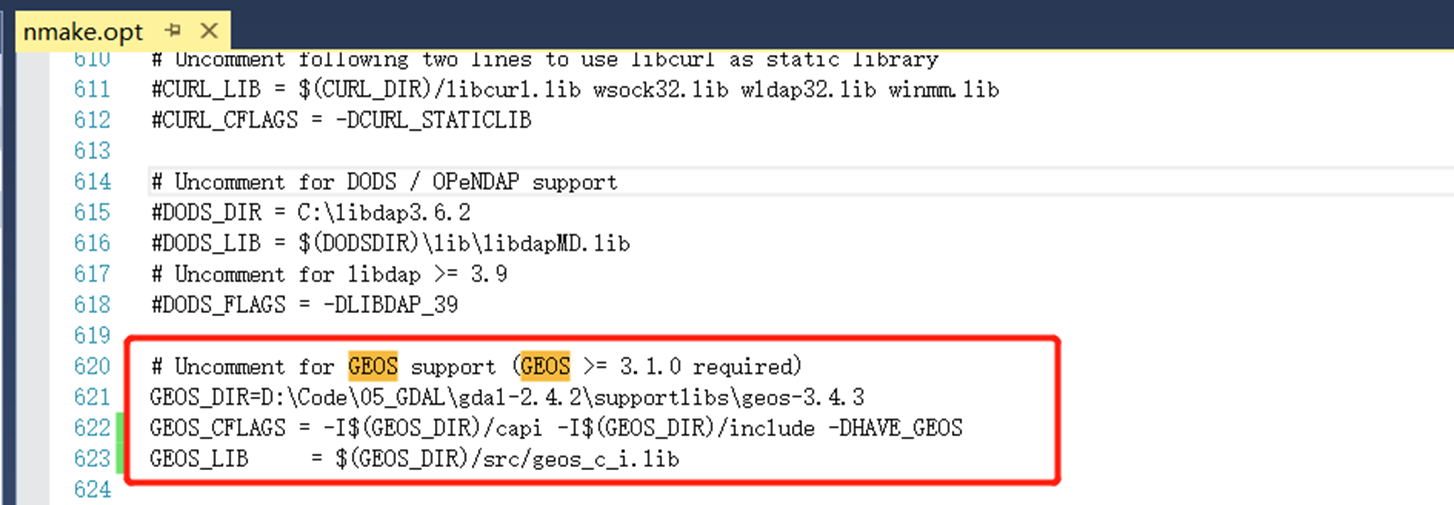 nmake.opt
610 # Uncomment following two lines to use libcurl as static library
611 #CURL_LIB = $(CURL_DIR)/libcurl.lib wsock32.lib wldap32.lib winmm.lib
612 #CURL_CFLAGS = -DCURL_STATICLIB
613
614 # Uncomment for DODS / OPeNDAP support
615 #DODS_DIR = C:\libdap3.6.2
616 #DODS_LIB = $(DODSDIR)\lib\libdapMD.lib
617 # Uncomment for libdap >= 3.9
618 #DODS_FLAGS = -DLIBDAP_39
619
620 # Uncomment for GEOS support (GEOS >= 3.1.0 required)
621 GEOS_DIR=D:\Code\05_GDAL\gdal-2.4.2\supportlibs\geos-3.4.3
622 GEOS_CFLAGS = -I$(GEOS_DIR)/capi -I$(GEOS_DIR)/include -DHAVE_GEOS
623 GEOS_LIB     = $(GEOS_DIR)/src/geos_c_i.lib
624